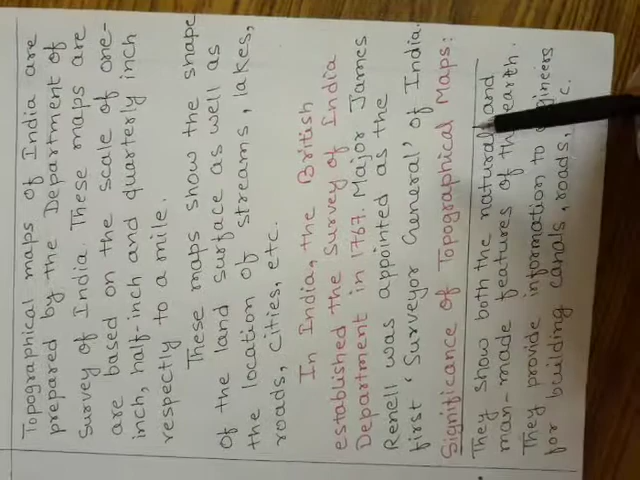 Topographical maps of India are
prepared by the Department of
Survey of India. These maps are
are based on the scale of one-
inch, half-inch and quarterly inch
respectly to a mile.
These maps show the shape
of the land surface as well as
the location of streams, lakes,
roads, cities, etc.
In India, the British
established the Survey of India
Department in 1767. Major James
Renell was appointed as the
first 'Surveyor General' of India.
Significance of Topographical Maps:
They show both the natural and
man-made features of the earth.
They provide information to engineers
for building canals, roads,